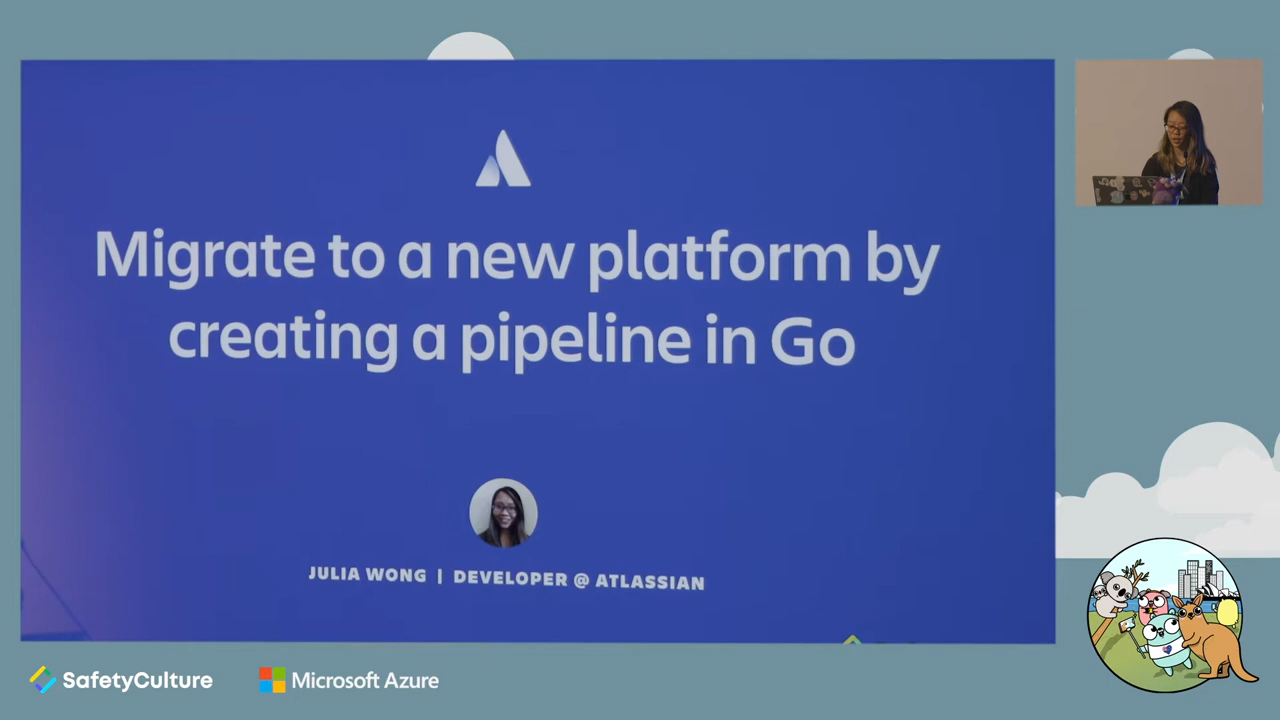 Migrate to a new platform by
creating a pipeline in Go
JULIA WONG | DEVELOPER @ ATLASSIAN
SafetyCulture
Microsoft Azure